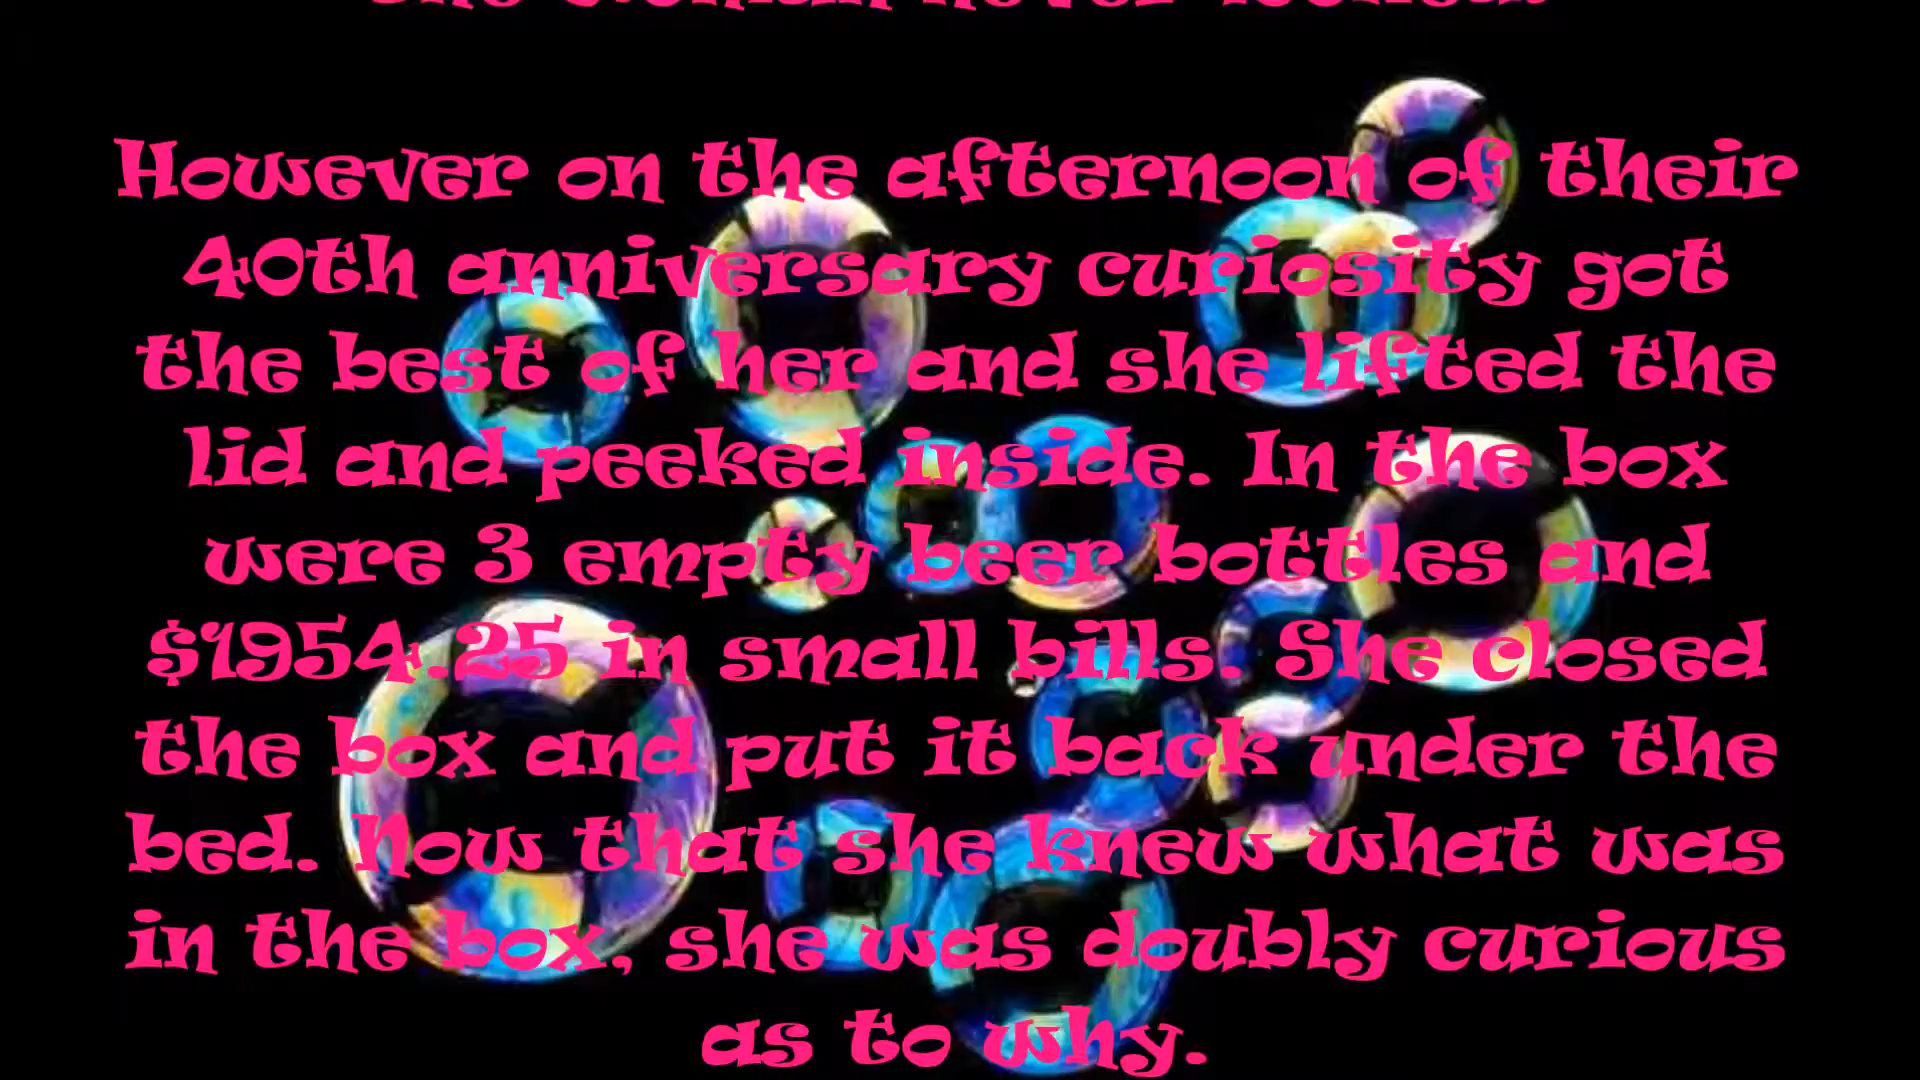 However on the afternoon of their
40th anniversary curiosity got
the best of her and she lifted the
lid and peeked inside. In the box
were 3 empty beer bottles and
$1954.25 in small bills. She closed
the box and put it back under the
bed. Now that she knew what was
in the box, she was doubly curious
as to why.